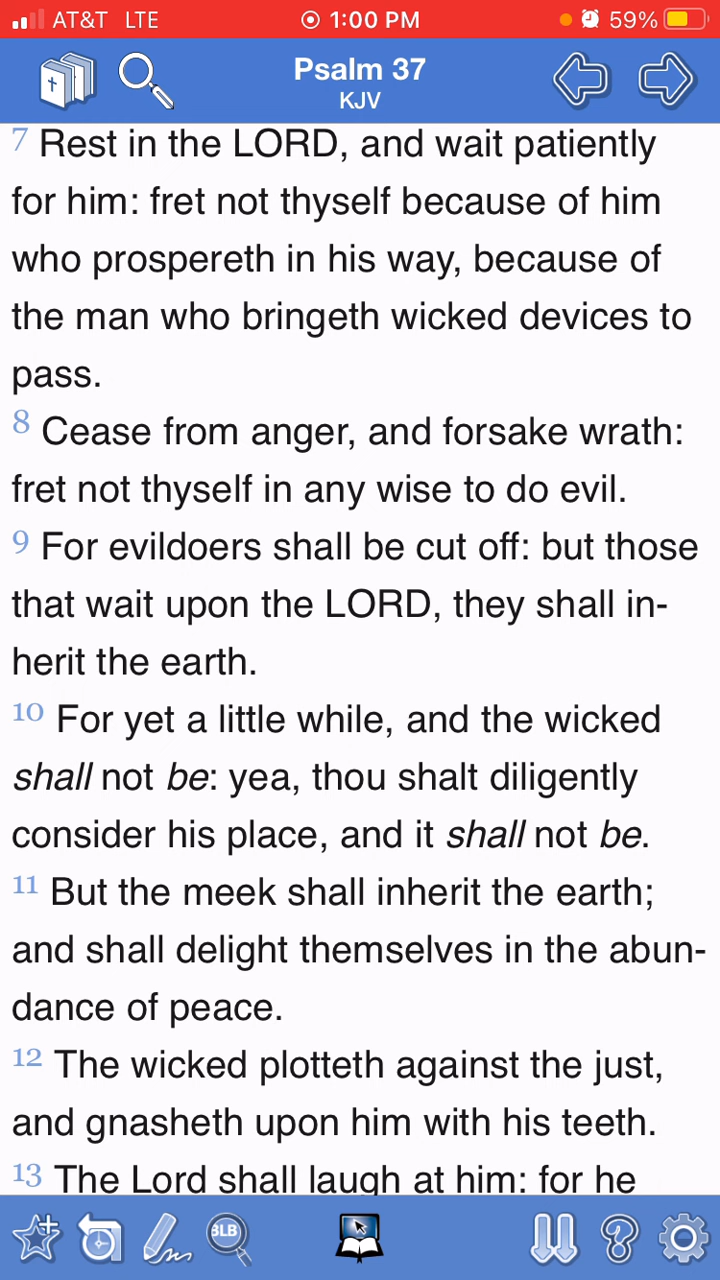 AT&T LTE 1:00 PM 59%
Psalm 37
KJV
7 Rest in the LORD, and wait patiently
for him: fret not thyself because of him
who prospereth in his way, because of
the man who bringeth wicked devices to
pass.
8 Cease from anger, and forsake wrath:
fret not thyself in any wise to do evil.
9 For evildoers shall be cut off: but those
that wait upon the LORD, they shall in-
herit the earth.
10 For yet a little while, and the wicked
shall not be: yea, thou shalt diligently
consider his place, and it shall not be.
11 But the meek shall inherit the earth;
and shall delight themselves in the abun-
dance of peace.
12 The wicked plotteth against the just,
and gnasheth upon him with his teeth.
13 The Lord shall laugh at him: for he
BLB